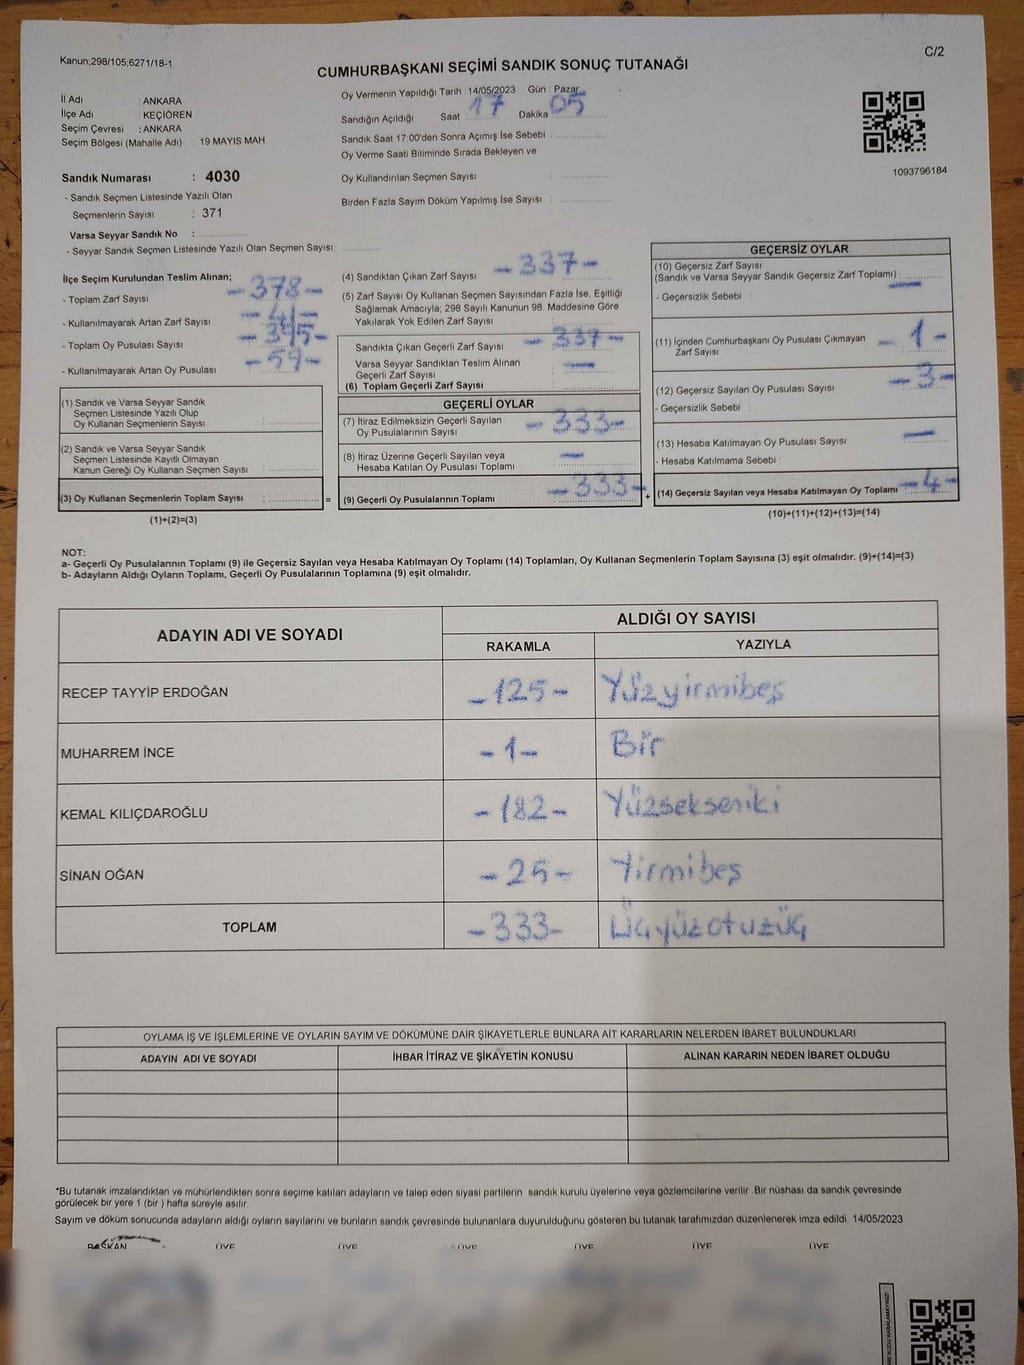 Kanun;298/105;6271/18-1
C/2
CUMHURBAŞKANI SEÇİMİ SANDIK SONUÇ TUTANAĞI
İl Adı : ANKARA
İlçe Adı : KEÇİÖREN
Seçim Çevresi : ANKARA
Seçim Bölgesi (Mahalle Adı) : 19 MAYIS MAH
Oy Vermenin Yapıldığı Tarih : 14/05/2023 Gün : Pazar
Sandığın Açıldığı Saat 17 Dakika 05
Sandık Saat 17:00'den Sonra Açımış İse Sebebi :
Oy Verme Saati Bitiminde Sırada Bekleyen ve
Oy Kullandırılan Seçmen Sayısı :
Birden Fazla Sayım Döküm Yapılmış İse Sayısı :
1093796184
Sandık Numarası : 4030
- Sandık Seçmen Listesinde Yazılı Olan
Seçmenlerin Sayısı : 371
Varsa Seyyar Sandık No :
- Seyyar Sandık Seçmen Listesinde Yazılı Olan Seçmen Sayısı:
İlçe Seçim Kurulundan Teslim Alınan;
- Toplam Zarf Sayısı -378-
- Kullanılmayarak Artan Zarf Sayısı -41-
- Toplam Oy Pusulası Sayısı
- Kullanılmayarak Artan Oy Pusulası
(1) Sandık ve Varsa Seyyar Sandık
Seçmen Listesinde Yazılı Olup
Oy Kullanan Seçmenlerin Sayısı :
(2) Sandık ve Varsa Seyyar Sandık
Seçmen Listesinde Kayıtlı Olmayan
Kanun Gereği Oy Kullanan Seçmen Sayısı :
(3) Oy Kullanan Seçmenlerin Toplam Sayısı : =
(1)+(2)=(3)
(4) Sandıktan Çıkan Zarf Sayısı -337-
(5) Zarf Sayısı Oy Kullanan Seçmen Sayısından Fazla İse, Eşitliği
Sağlamak Amacıyla; 298 Sayılı Kanunun 98. Maddesine Göre
Yakılarak Yok Edilen Zarf Sayısı
Sandıkta Çıkan Geçerli Zarf Sayısı -337-
Varsa Seyyar Sandıktan Teslim Alınan
Geçerli Zarf Sayısı -
(6) Toplam Geçerli Zarf Sayısı
GEÇERLİ OYLAR
(7) İtiraz Edilmeksizin Geçerli Sayılan
Oy Pusulalarının Sayısı -333-
(8) İtiraz Üzerine Geçerli Sayılan veya
Hesaba Katılan Oy Pusulası Toplamı -
(9) Geçerli Oy Pusulalarının Toplamı -333- +
GEÇERSİZ OYLAR
(10) Geçersiz Zarf Sayısı
(Sandık ve Varsa Seyyar Sandık Geçersiz Zarf Toplamı) : -
- Geçersizlik Sebebi :
(11) İçinden Cumhurbaşkanı Oy Pusulası Çıkmayan
Zarf Sayısı -1-
(12) Geçersiz Sayılan Oy Pusulası Sayısı -3-
- Geçersizlik Sebebi :
(13) Hesaba Katılmayan Oy Pusulası Sayısı -
- Hesaba Katılmama Sebebi :
(14) Geçersiz Sayılan veya Hesaba Katılmayan Oy Toplamı -4-
(10)+(11)+(12)+(13)=(14)
NOT:
a- Geçerli Oy Pusulalarının Toplamı (9) ile Geçersiz Sayılan veya Hesaba Katılmayan Oy Toplamı (14) Toplamları, Oy Kullanan Seçmenlerin Toplam Sayısına (3) eşit olmalıdır. (9)+(14)=(3)
b- Adayların Aldığı Oyların Toplamı, Geçerli Oy Pusulalarının Toplamına (9) eşit olmalıdır.
ADAYIN ADI VE SOYADI ALDIĞI OY SAYISI
RAKAMLA YAZIYLA
RECEP TAYYİP ERDOĞAN -125- Yüzyirmibeş
MUHARREM İNCE -1- Bir
KEMAL KILIÇDAROĞLU -182- Yüzsekseniki
SİNAN OĞAN -25- Yirmibeş
TOPLAM -333- Üçyüzotuzüç
OYLAMA İŞ VE İŞLEMLERİNE VE OYLARIN SAYIM VE DÖKÜMÜNE DAİR ŞİKAYETLERLE BUNLARA AİT KARARLARIN NELERDEN İBARET BULUNDUKLARI
ADAYIN ADI VE SOYADI İHBAR İTİRAZ VE ŞİKAYETİN KONUSU ALINAN KARARIN NEDEN İBARET OLDUĞU
*Bu tutanak imzalandıktan ve mühürlendikten sonra seçime katılan adayların ve talep eden siyasi partilerin sandık kurulu üyelerine veya gözlemcilerine verilir. Bir nüshası da sandık çevresinde
görülecek bir yere 1 (bir ) hafta süreyle asılır.
Sayım ve döküm sonucunda adayların aldığı oyların sayılarını ve bunların sandık çevresinde bulunanlara duyurulduğunu gösteren bu tutanak tarafımızdan düzenlenerek imza edildi. 14/05/2023
BAŞKAN ÜYE ÜYE ÜYE ÜYE ÜYE ÜYE